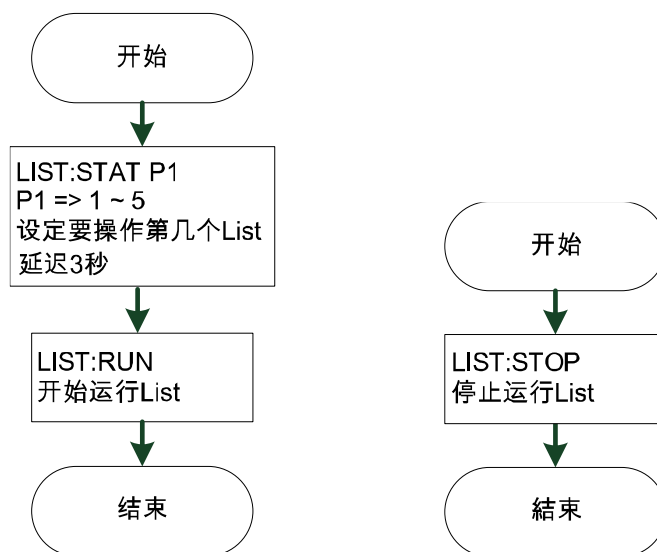 开始
LIST:STAT P1
P1 => 1 ~ 5
设定要操作第几个List
延迟3秒
LIST:RUN
开始运行List
结束
开始
LIST:STOP
停止运行List
結束